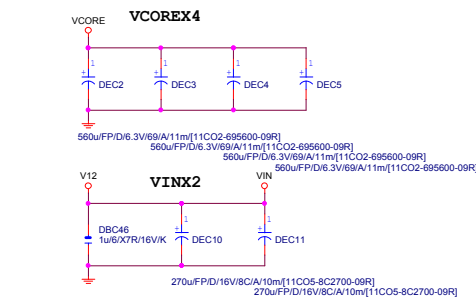 VCOREX4
VCORE
1 1 1 1
+ + + +
DEC2 DEC3 DEC4 DEC5
560u/FP/D/6.3V/69/A/11m/[11CO2-695600-09R]
560u/FP/D/6.3V/69/A/11m/[11CO2-695600-09R]
560u/FP/D/6.3V/69/A/11m/[11CO2-695600-09R]
560u/FP/D/6.3V/69/A/11m/[11CO2-695600-09R]
V12 VINX2 VIN
1 1
DBC46
+ +
1u/6/X7R/16V/K DEC10 DEC11
270u/FP/D/16V/8C/A/10m/[11CO5-8C2700-09R]
270u/FP/D/16V/8C/A/10m/[11CO5-8C2700-09R]